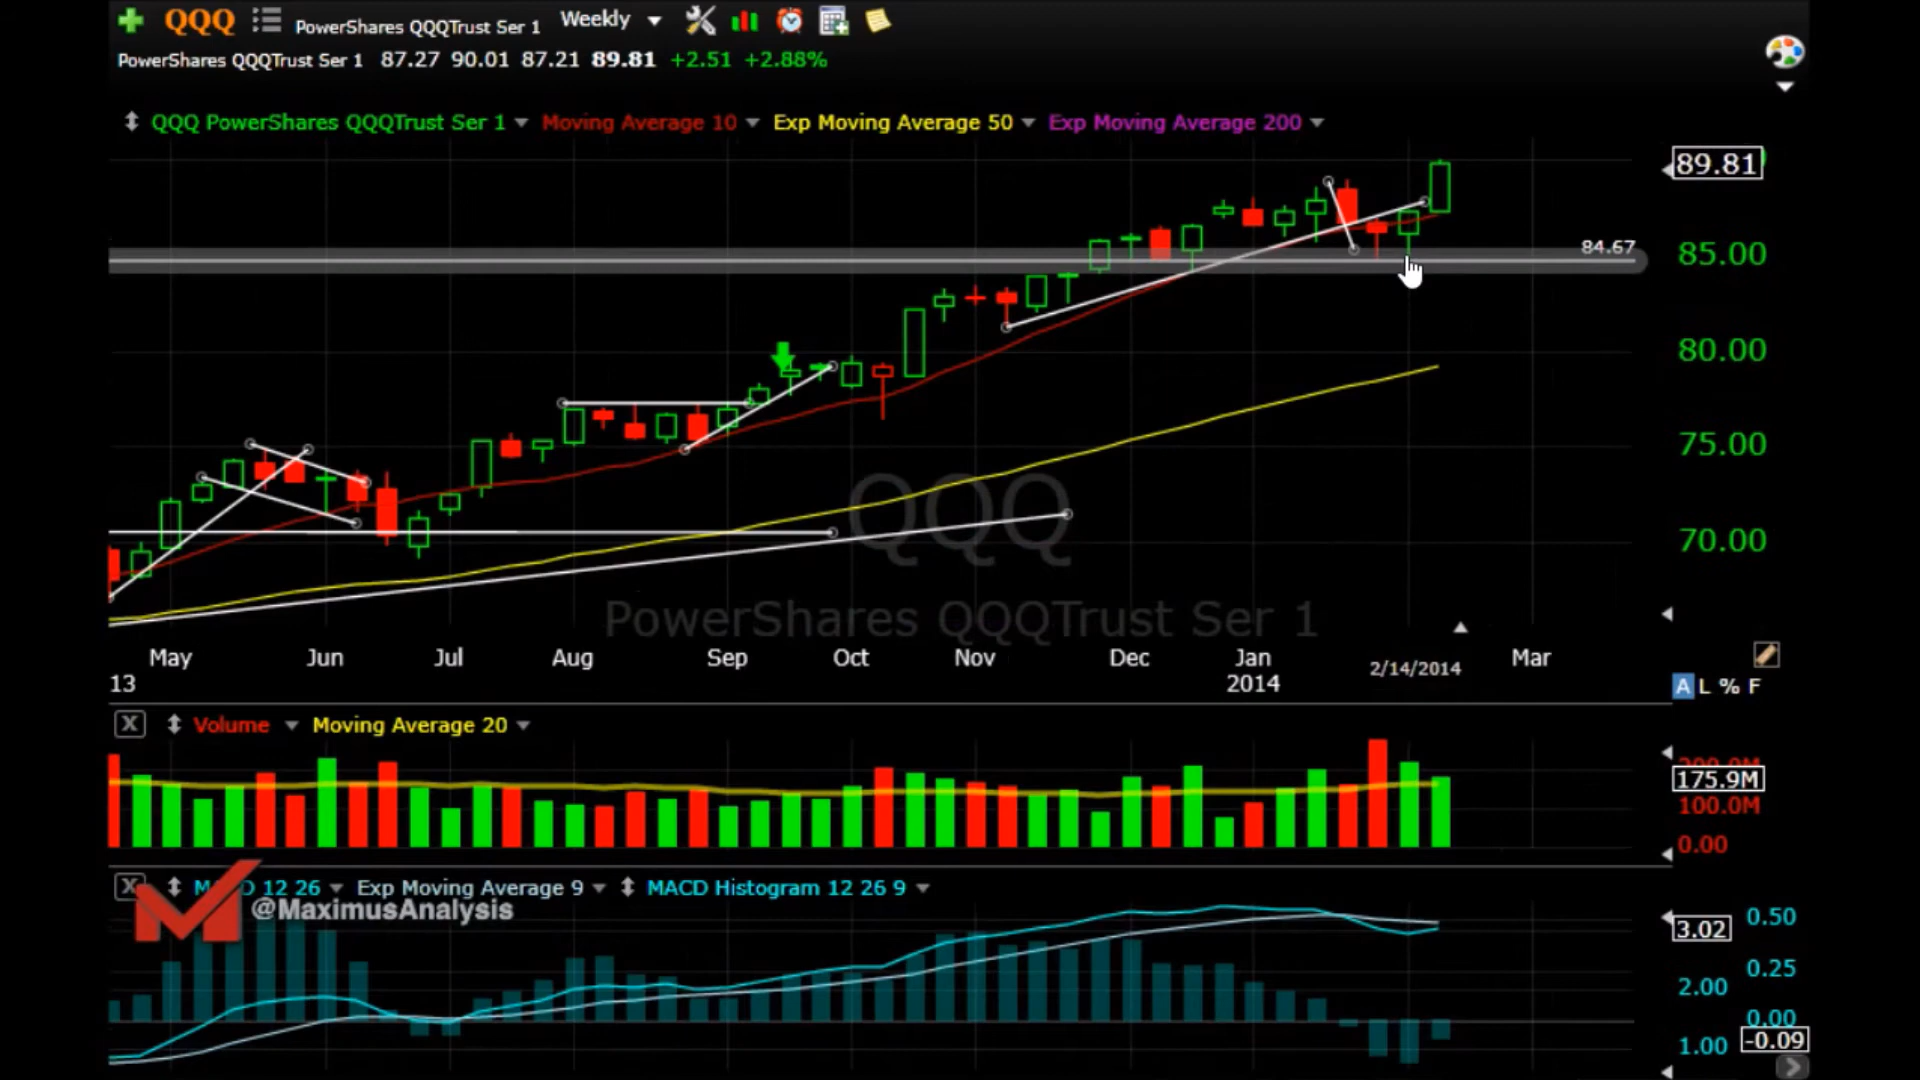 QQQ PowerShares QQQTrust Ser 1 Weekly
PowerShares QQQTrust Ser 1 87.27 90.01 87.21 89.81 +2.51 +2.88%
QQQ PowerShares QQQTrust Ser 1 Moving Average 10 Exp Moving Average 50 Exp Moving Average 200
89.81
84.67
85.00
80.00
75.00
70.00
QQQ
PowerShares QQQTrust Ser 1
May Jun Jul Aug Sep Oct Nov Dec Jan 2/14/2014 Mar
13 2014
A L % F
X Volume Moving Average 20
175.9M
100.0M
0.00
X 12 26 Exp Moving Average 9 MACD Histogram 12 26 9
@MaximusAnalysis
0.50
3.02
0.25
2.00
0.00
-0.09
1.00